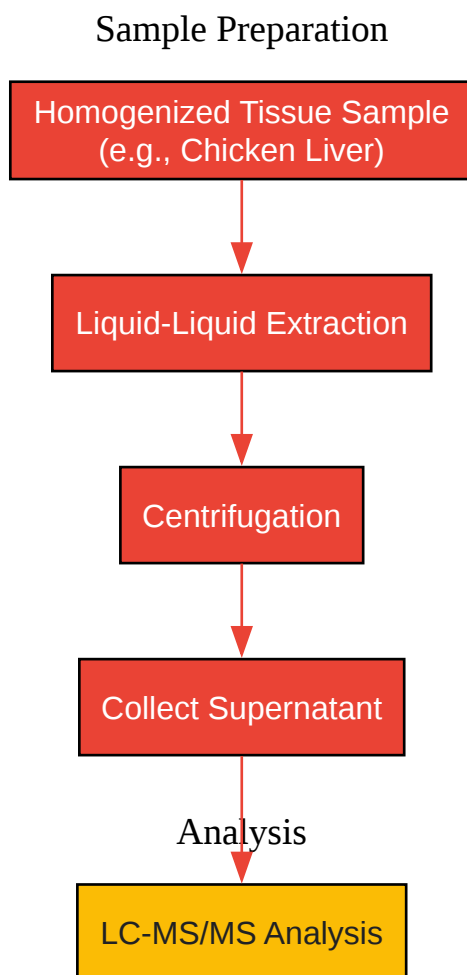 Sample Preparation
Homogenized Tissue Sample
(e.g., Chicken Liver)
Liquid-Liquid Extraction
Centrifugation
Collect Supernatant
Analysis
LC-MS/MS Analysis